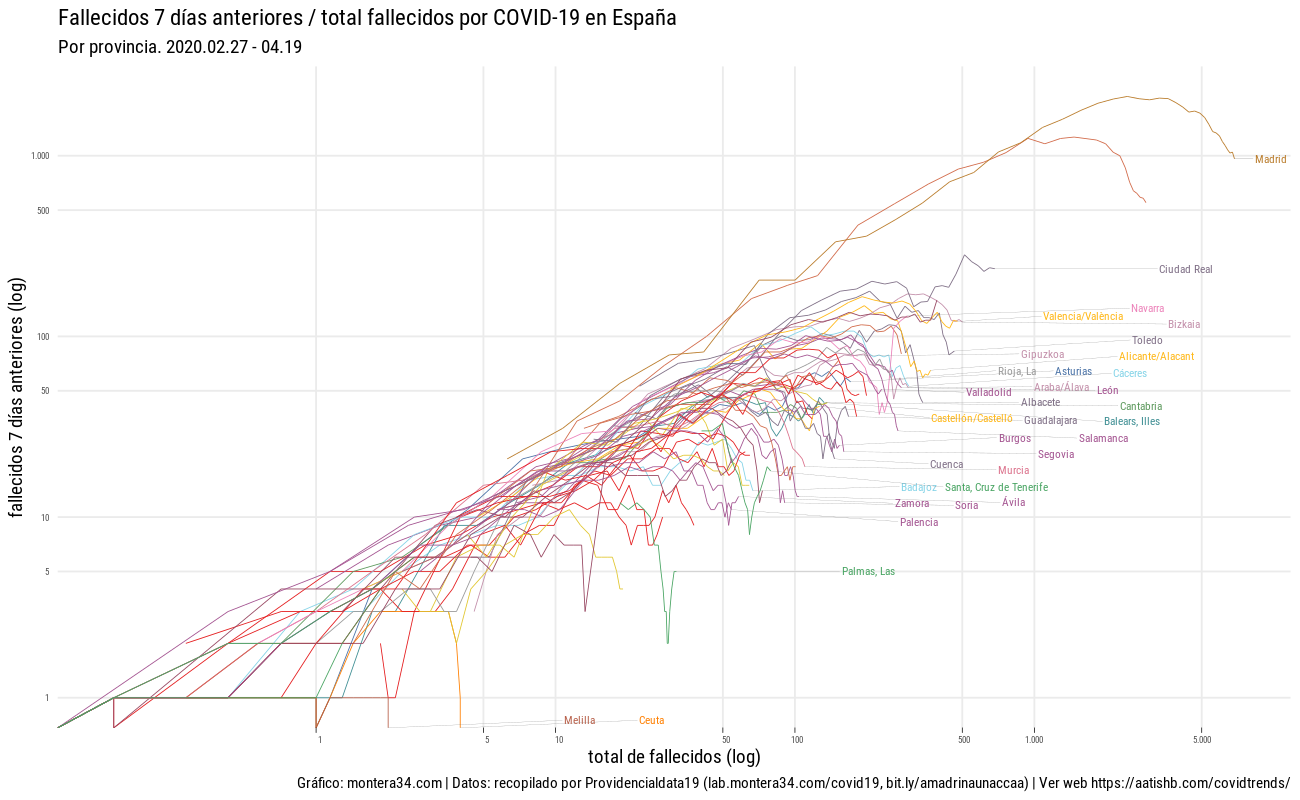 Fallecidos 7 días anteriores / total fallecidos por COVID-19 en España
Por provincia. 2020.02.27 - 04.19
fallecidos 7 días anteriores (log)
1.000
500
100
50
10
5
1
Madrid
Ciudad Real
Navarra
Valencia/València
Bizkaia
Toledo
Gipuzkoa
Alicante/Alacant
Rioja, La
Asturias
Cáceres
Araba/Álava
León
Valladolid
Albacete
Cantabria
Castellón/Castelló
Guadalajara
Balears, Illes
Burgos
Salamanca
Segovia
Cuenca
Murcia
Badajoz
Santa, Cruz de Tenerife
Zamora
Soria
Ávila
Palencia
Palmas, Las
Melilla
Ceuta
1
5
10
50
100
500
1.000
5.000
total de fallecidos (log)
Gráfico: montera34.com | Datos: recopilado por Providencialdata19 (lab.montera34.com/covid19, bit.ly/amadrinaunaccaa) | Ver web https://aatishb.com/covidtrends/